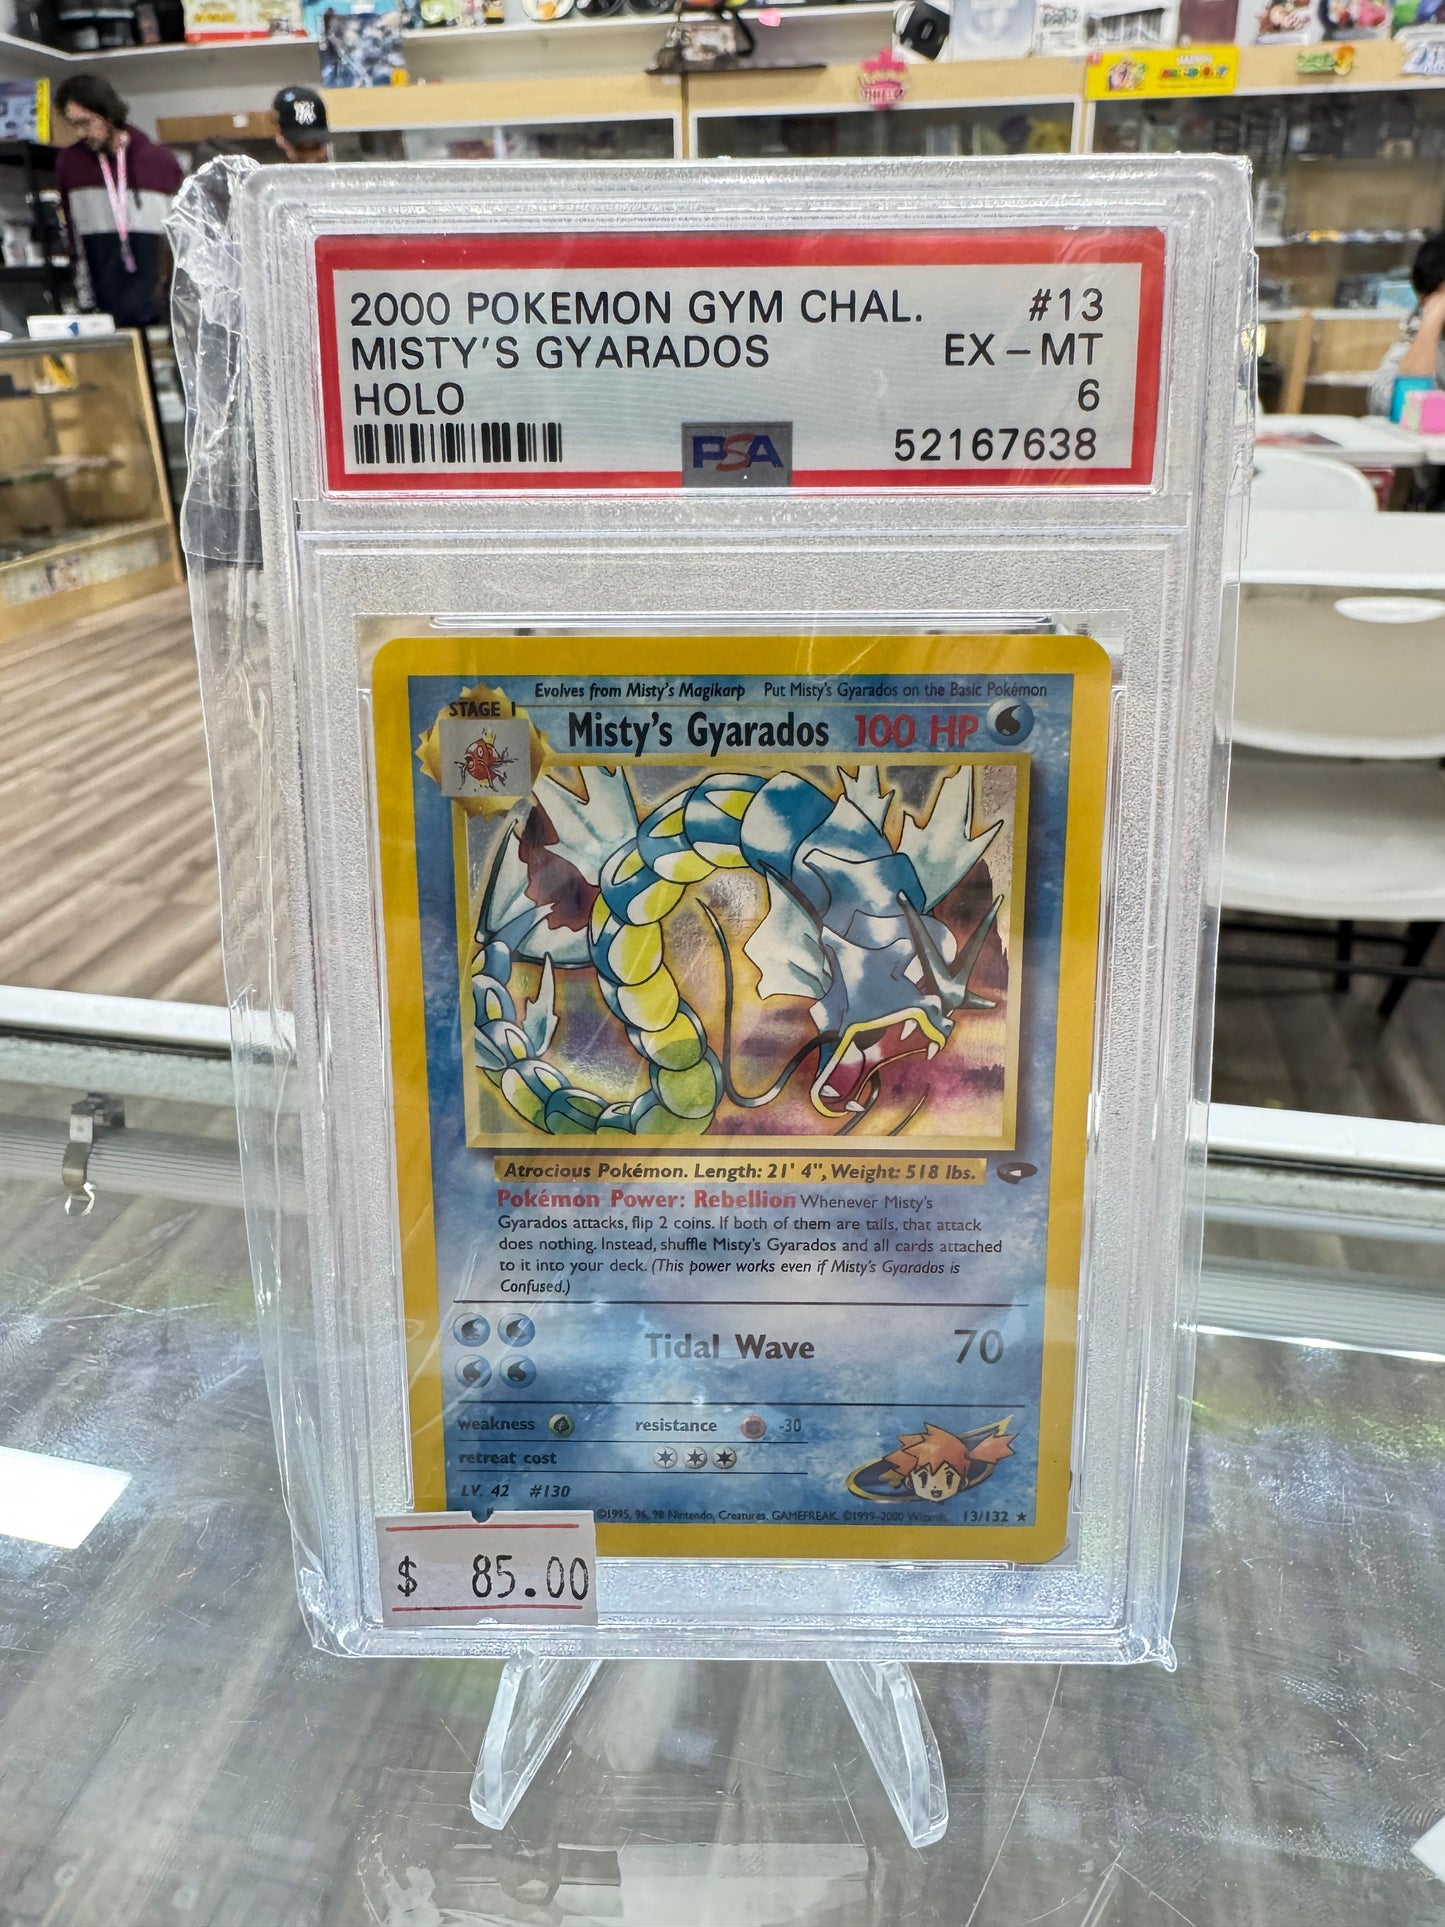 2000 POKEMON GYM CHAL. #13
MISTY'S GYARADOS EX - MT
HOLO 6
PSA 52167638
Evolves from Misty's Magikarp Put Misty's Gyarados on the Basic Pokémon
STAGE 1
Misty's Gyarados 100 HP
Atrocious Pokémon. Length: 21' 4", Weight: 518 lbs.
Pokémon Power: Rebellion Whenever Misty's
Gyarados attacks, flip 2 coins. If both of them are tails, that attack
does nothing. Instead, shuffle Misty's Gyarados and all cards attached
to it into your deck. (This power works even if Misty's Gyarados is
Confused.)
Tidal Wave 70
weakness resistance -30
retreat cost
LV. 42 #130
©1995, 96, 98 Nintendo, Creatures, GAMEFREAK. ©1999-2000 Wizards. 13/132 ★
$ 85.00